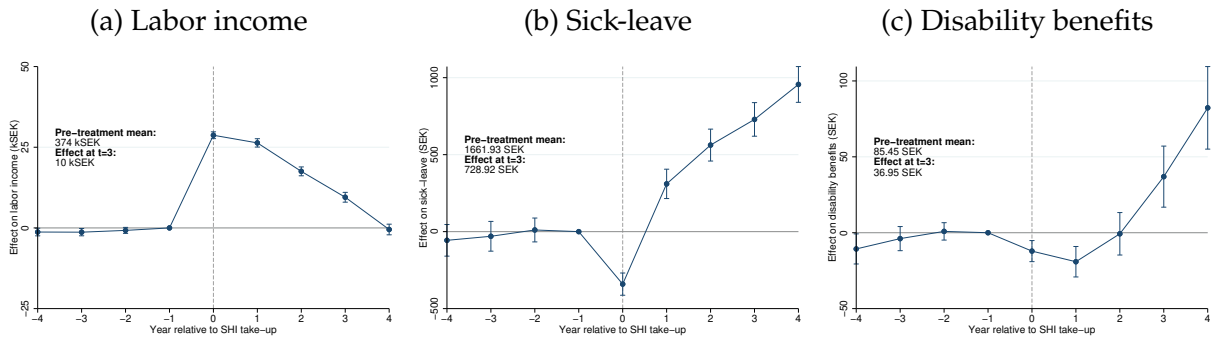 (a) Labor income
(b) Sick-leave
(c) Disability benefits
Effect on labor income (kSEK)
50
25
0
−25
Pre−treatment mean:
374 kSEK
Effect at t=3:
10 kSEK
−4 −3 −2 −1 0 1 2 3 4
Year relative to SHI take−up
Effect on sick−leave (SEK)
1000
500
0
−500
Pre−treatment mean:
1661.93 SEK
Effect at t=3:
728.92 SEK
−4 −3 −2 −1 0 1 2 3 4
Year relative to SHI take−up
Effect on disability benefits (SEK)
100
50
0
−50
Pre−treatment mean:
85.45 SEK
Effect at t=3:
36.95 SEK
−4 −3 −2 −1 0 1 2 3 4
Year relative to SHI take−up